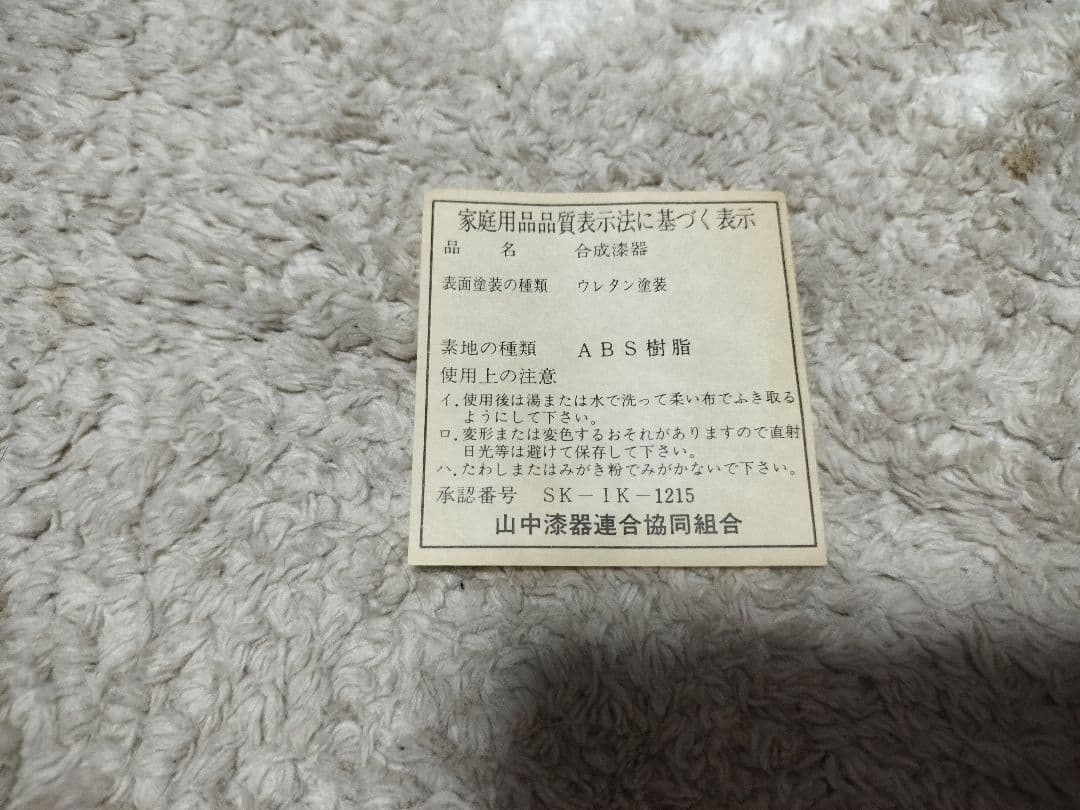 家庭用品品質表示法に基づく表示
品　名　合成漆器
表面塗装の種類　ウレタン塗装
素地の種類　ＡＢＳ樹脂
使用上の注意
イ．使用後は湯または水で洗って柔い布でふき取る
ようにして下さい。
ロ．変形または変色するおそれがありますので直射
日光等は避けて保存して下さい。
ハ．たわしまたはみがき粉でみがかないで下さい。
承認番号　SK－IK－1215
山中漆器連合協同組合